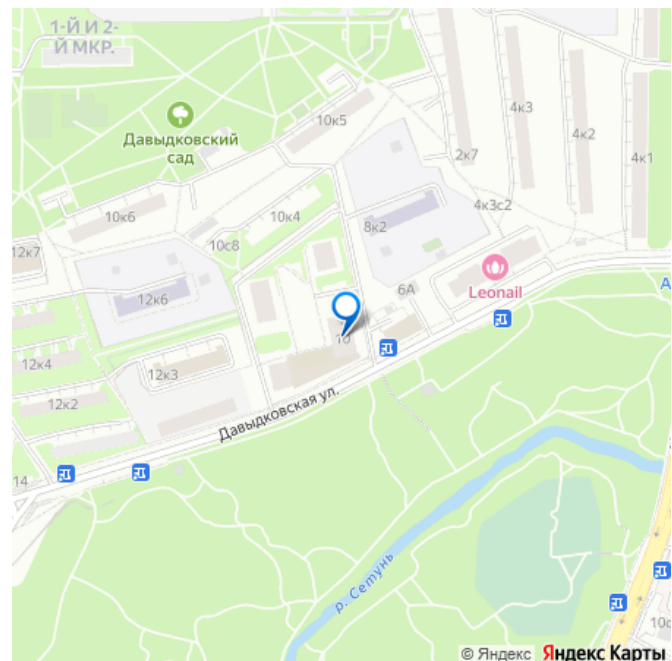 1-Й И 2-
Й МКР.
Давыдковский
сад
10к5
4к3
4к2
4к1
2к7
10к6
10к4
8к2
4к3с2
10с8
12к7
12к6
6А
Leonail
А
12к4
12к3
10
12к2
Давыдковская ул.
14
р. Сетунь
10с
© Яндекс Яндекс Карты